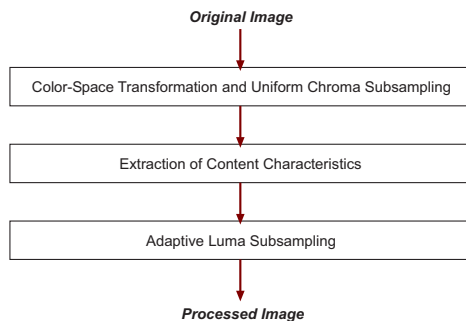 Original Image
Color-Space Transformation and Uniform Chroma Subsampling
Extraction of Content Characteristics
Adaptive Luma Subsampling
Processed Image